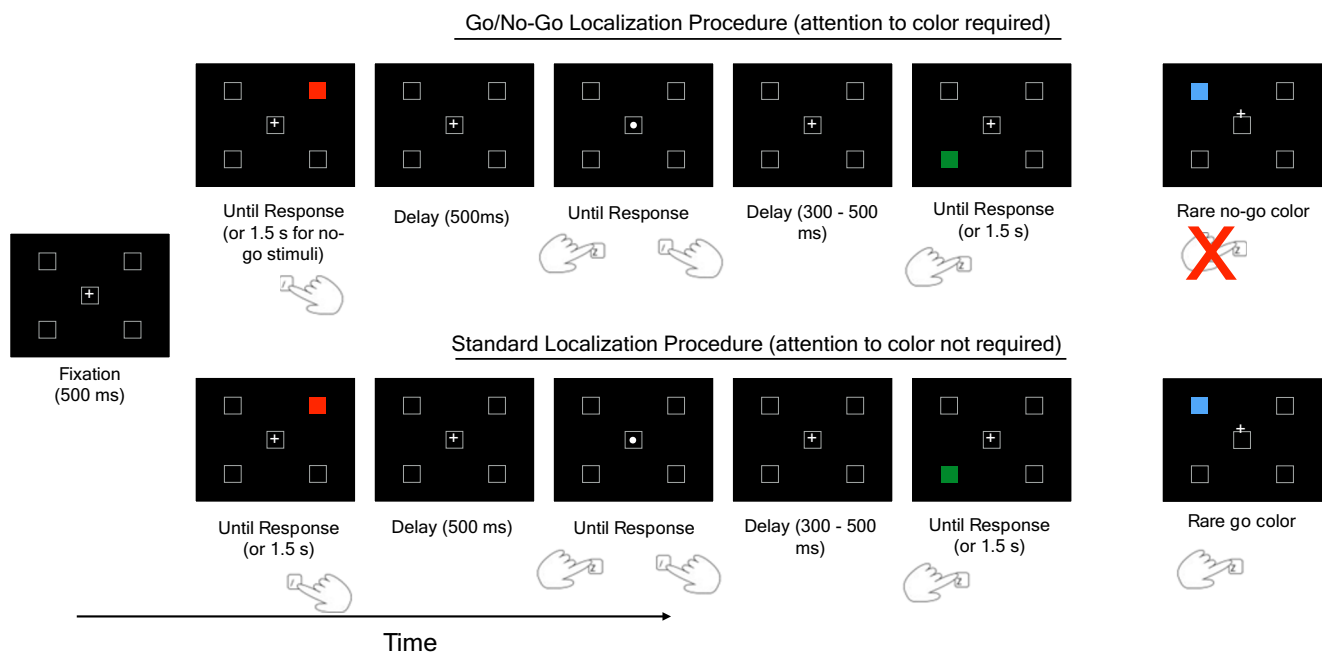 Go/No-Go Localization Procedure (attention to color required)
Until Response
(or 1.5 s for no-
go stimuli)
Delay (500ms)
Until Response
Delay (300 - 500
ms)
Until Response
(or 1.5 s)
Rare no-go color
/
z
/
z
Fixation
(500 ms)
Standard Localization Procedure (attention to color not required)
Until Response
(or 1.5 s)
Delay (500 ms)
Until Response
Delay (300 - 500
ms)
Until Response
(or 1.5 s)
Rare go color
/
z
/
z
z
Time